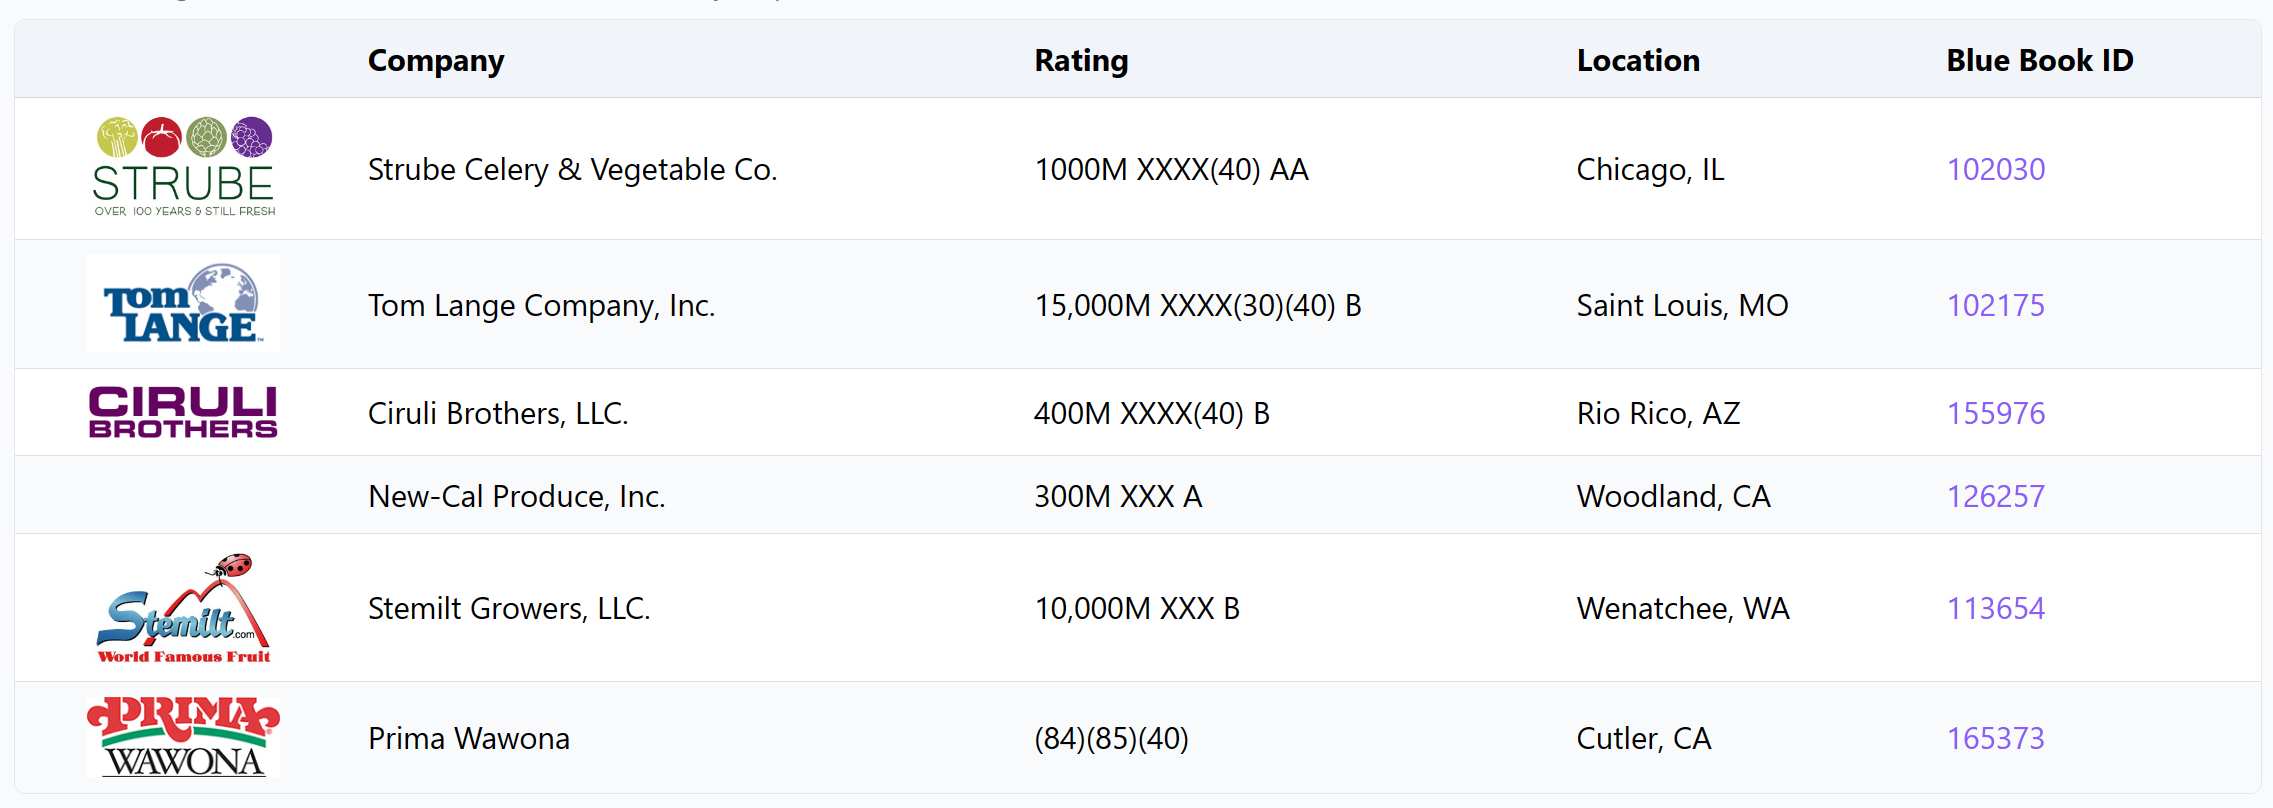 Company Rating Location Blue Book ID
STRUBE
OVER 100 YEARS & STILL FRESH
Strube Celery & Vegetable Co. 1000M XXXX(40) AA Chicago, IL 102030
TOM
LANGE™
Tom Lange Company, Inc. 15,000M XXXX(30)(40) B Saint Louis, MO 102175
CIRULI
BROTHERS
Ciruli Brothers, LLC. 400M XXXX(40) B Rio Rico, AZ 155976
New-Cal Produce, Inc. 300M XXX A Woodland, CA 126257
Stemilt.com
World Famous Fruit
Stemilt Growers, LLC. 10,000M XXX B Wenatchee, WA 113654
PRIMA®
WAWONA
Prima Wawona (84)(85)(40) Cutler, CA 165373